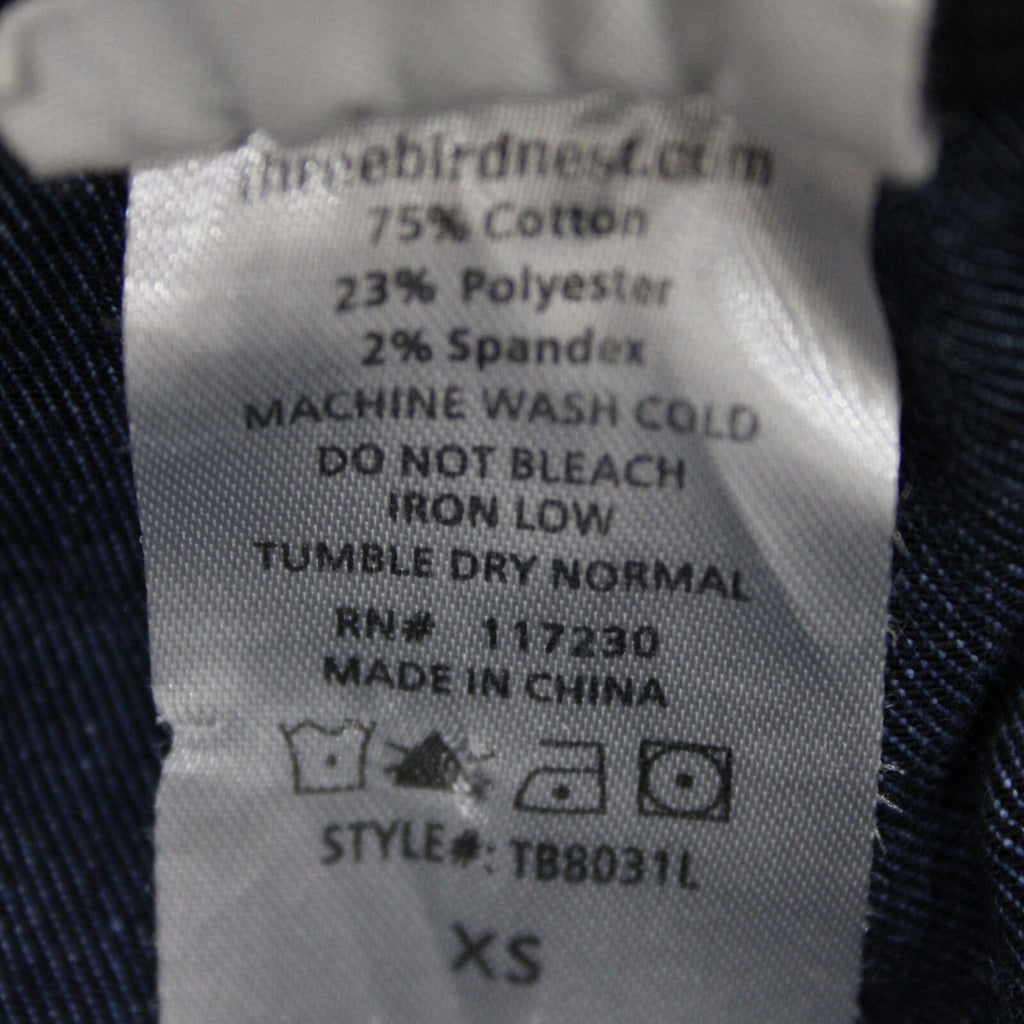 threebirdnest.com
75% Cotton
23% Polyester
2% Spandex
MACHINE WASH COLD
DO NOT BLEACH
IRON LOW
TUMBLE DRY NORMAL
RN# 117230
MADE IN CHINA
STYLE#: TB8031L
XS